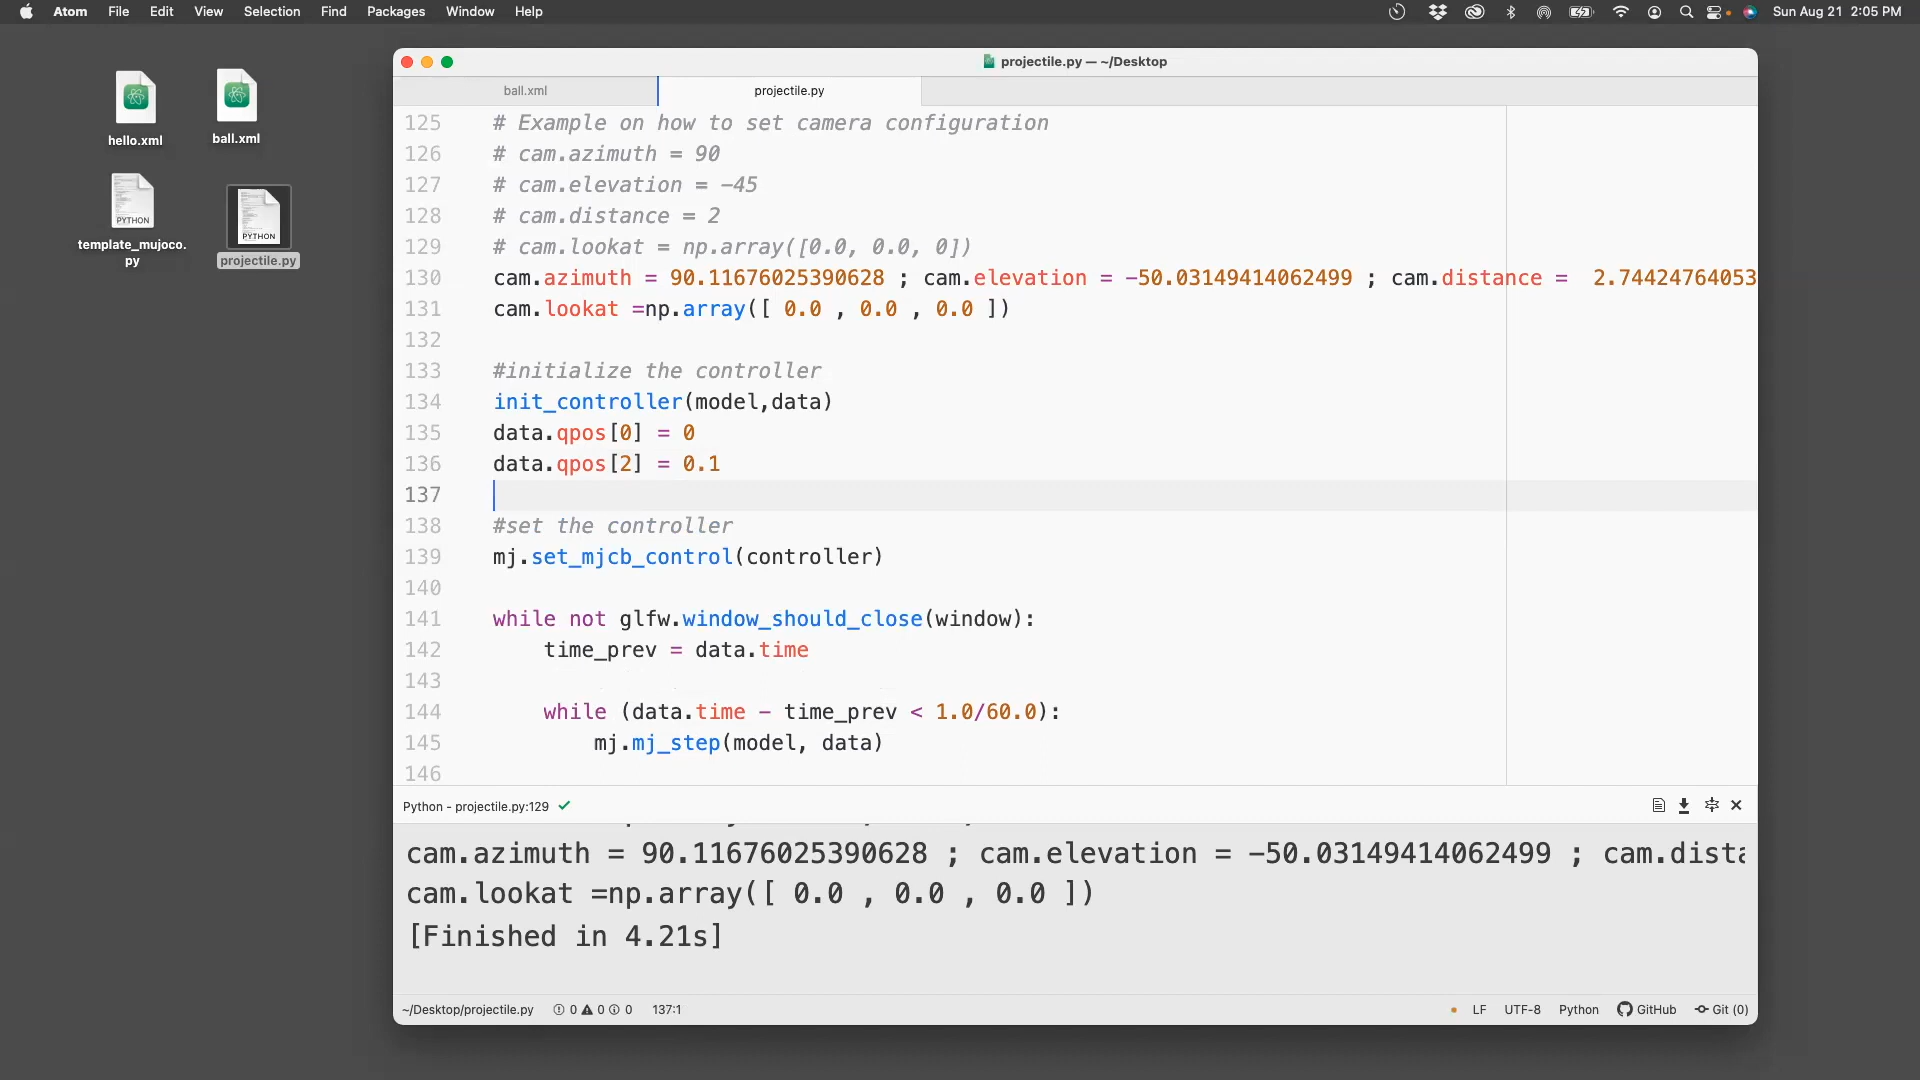 Atom File Edit View Selection Find Packages Window Help Sun Aug 21 2:05 PM
hello.xml
ball.xml
PYTHON
template_mujoco.
py
PYTHON
projectile.py
projectile.py — ~/Desktop
ball.xml projectile.py
125 # Example on how to set camera configuration
126 # cam.azimuth = 90
127 # cam.elevation = -45
128 # cam.distance = 2
129 # cam.lookat = np.array([0.0, 0.0, 0])
130 cam.azimuth = 90.11676025390628 ; cam.elevation = -50.03149414062499 ; cam.distance =  2.74424764053
131 cam.lookat =np.array([ 0.0 , 0.0 , 0.0 ])
132
133 #initialize the controller
134 init_controller(model,data)
135 data.qpos[0] = 0
136 data.qpos[2] = 0.1
137
138 #set the controller
139 mj.set_mjcb_control(controller)
140
141 while not glfw.window_should_close(window):
142     time_prev = data.time
143
144     while (data.time - time_prev < 1.0/60.0):
145         mj.mj_step(model, data)
146
Python - projectile.py:129
cam.azimuth = 90.11676025390628 ; cam.elevation = -50.03149414062499 ; cam.dista
cam.lookat =np.array([ 0.0 , 0.0 , 0.0 ])
[Finished in 4.21s]
~/Desktop/projectile.py 0 0 0 137:1 LF UTF-8 Python GitHub Git (0)